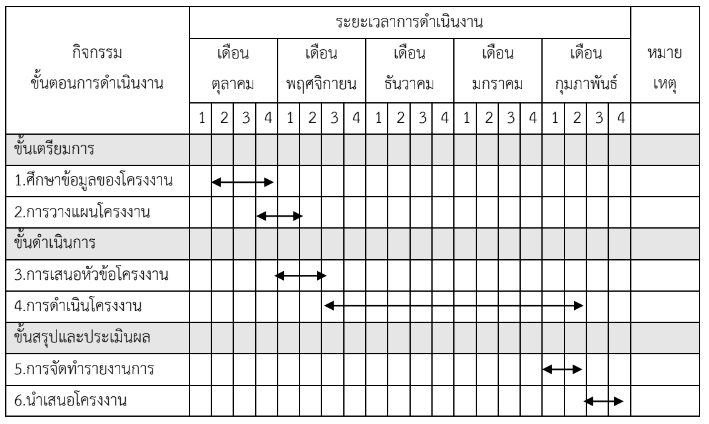 ระยะเวลาการดำเนินงาน
กิจกรรม
ขั้นตอนการดำเนินงาน
เดือน
ตุลาคม
เดือน
พฤศจิกายน
เดือน
ธันวาคม
เดือน
มกราคม
เดือน
กุมภาพันธ์
หมาย
เหตุ
1 2 3 4 1 2 3 4 1 2 3 4 1 2 3 4 1 2 3 4
ขั้นเตรียมการ
1.ศึกษาข้อมูลของโครงงาน
2.การวางแผนโครงงาน
ขั้นดำเนินการ
3.การเสนอหัวข้อโครงงาน
4.การดำเนินโครงงาน
ขั้นสรุปและประเมินผล
5.การจัดทำรายงานการ
6.นำเสนอโครงงาน